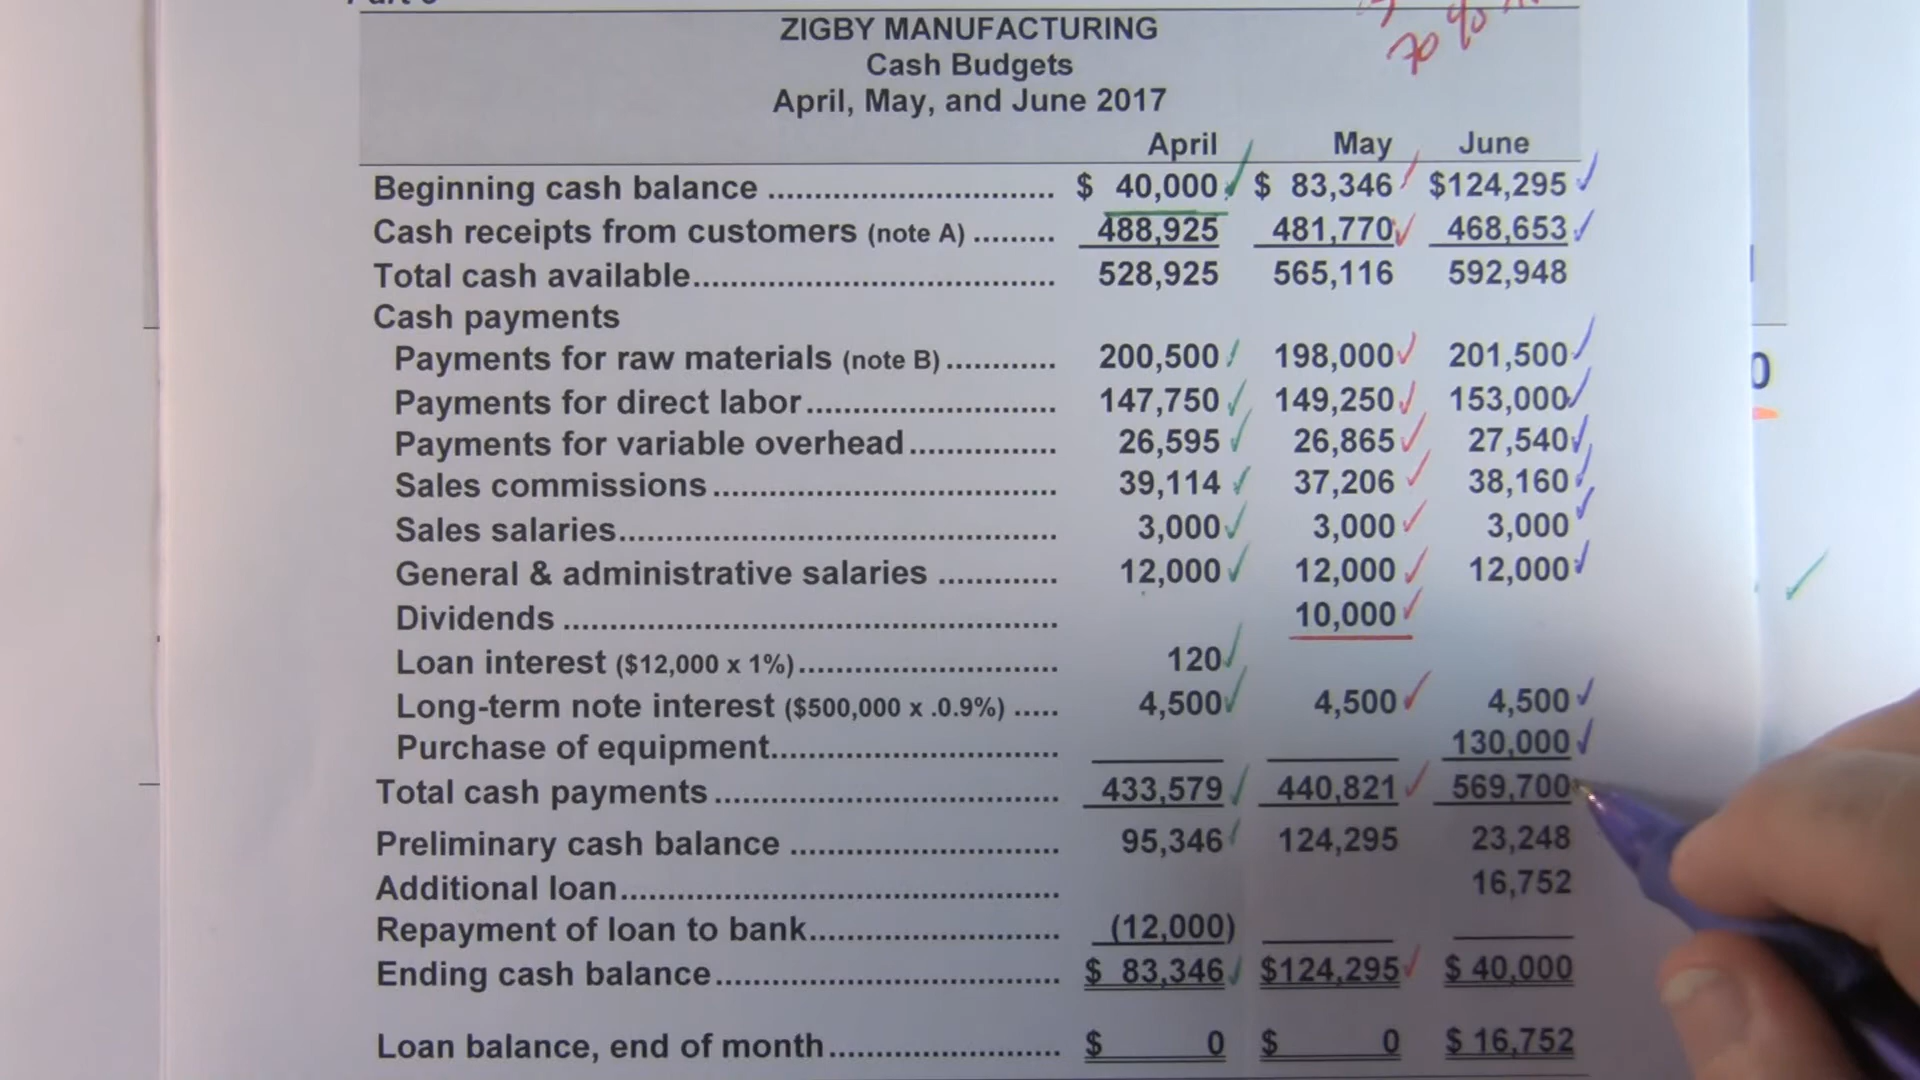 ZIGBY MANUFACTURING
Cash Budgets
April, May, and June 2017
April May June
Beginning cash balance .............................. $ 40,000 $ 83,346 $124,295
Cash receipts from customers (note A) ......... 488,925 481,770 468,653
Total cash available...................................... 528,925 565,116 592,948
Cash payments
Payments for raw materials (note B) ............ 200,500 198,000 201,500
Payments for direct labor........................... 147,750 149,250 153,000
Payments for variable overhead................ 26,595 26,865 27,540
Sales commissions .................................... 39,114 37,206 38,160
Sales salaries.............................................. 3,000 3,000 3,000
General & administrative salaries ............. 12,000 12,000 12,000
Dividends .................................................... 10,000
Loan interest ($12,000 x 1%)........................... 120
Long-term note interest ($500,000 x .0.9%) ..... 4,500 4,500 4,500
Purchase of equipment.............................. 130,000
Total cash payments ..................................... 433,579 440,821 569,700
Preliminary cash balance ............................ 95,346 124,295 23,248
Additional loan............................................... 16,752
Repayment of loan to bank........................... (12,000)
Ending cash balance..................................... $ 83,346 $124,295 $ 40,000
Loan balance, end of month......................... $ 0 $ 0 $ 16,752